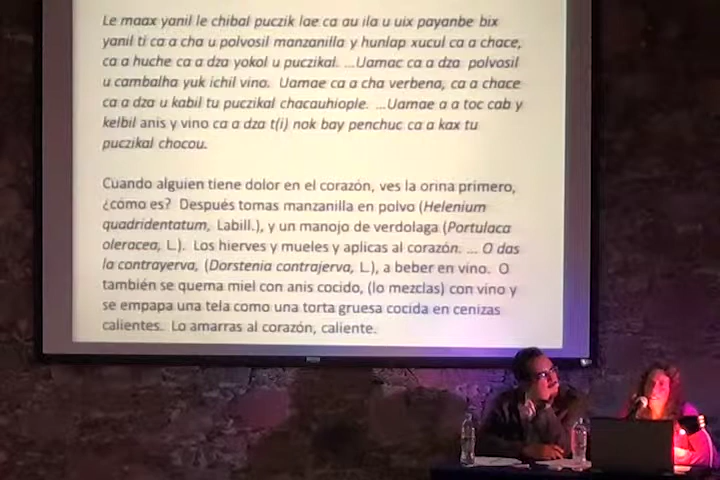 Le maax yanil le chibal puczik lae ca au ila u uix payanbe bix
yanil ti ca a cha u polvosil manzanilla y hunlap xucul ca a chace,
ca a huche ca a dza yokol u puczikal. ...Uamac ca a dza polvosil
u cambalha yuk ichil vino. Uamae ca a cha verbena, ca a chace
ca a dza u kabil tu puczikal chacauhiople. ...Uamae a a toc cab y
kelbil anis y vino ca a dza t(i) nok bay penchuc ca a kax tu
puczikal chocou.
Cuando alguien tiene dolor en el corazón, ves la orina primero,
¿cómo es? Después tomas manzanilla en polvo (Helenium
quadridentatum, Labill.), y un manojo de verdolaga (Portulaca
oleracea, L.). Los hierves y mueles y aplicas al corazón. ... O das
la contrayerva, (Dorstenia contrajerva, L.), a beber en vino. O
también se quema miel con anis cocido, (lo mezclas) con vino y
se empapa una tela como una torta gruesa cocida en cenizas
calientes. Lo amarras al corazón, caliente.